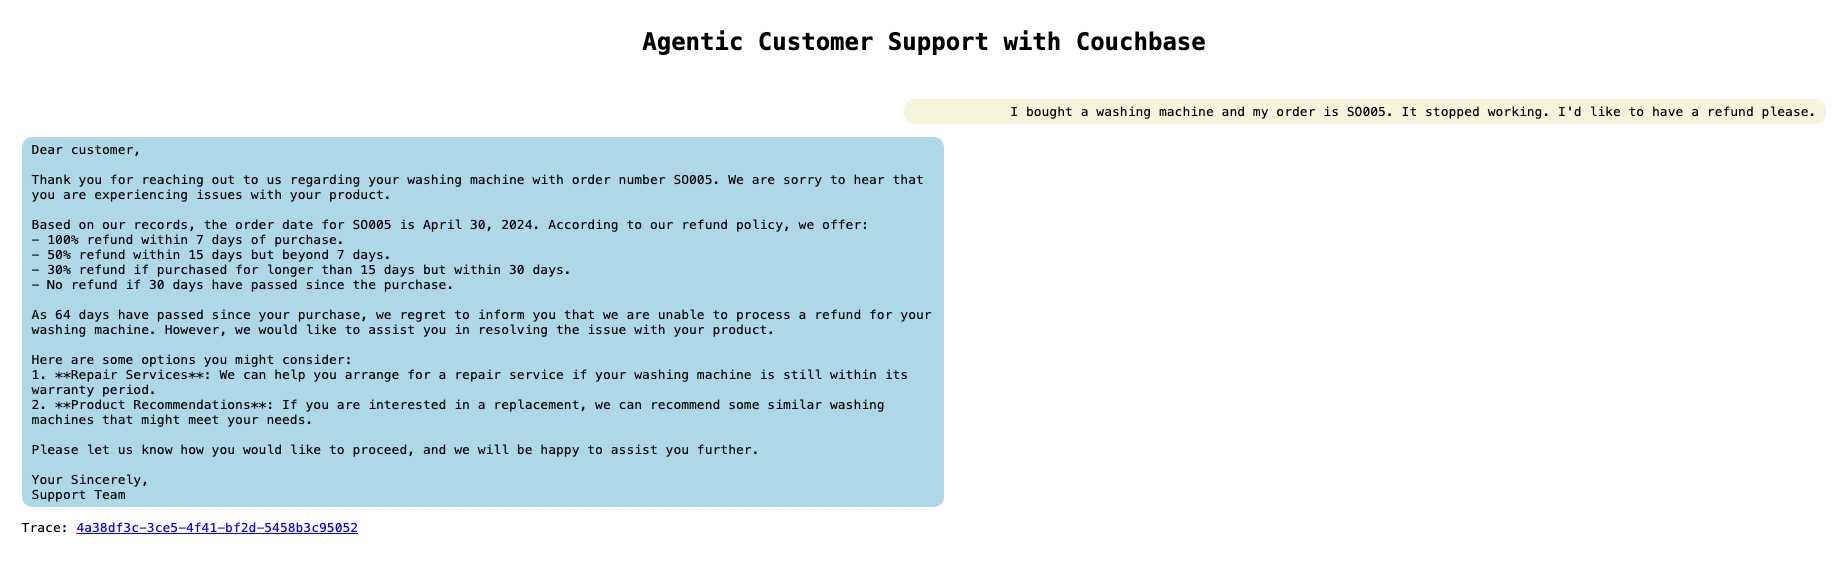 Agentic Customer Support with Couchbase
I bought a washing machine and my order is SO005. It stopped working. I'd like to have a refund please.
Dear customer,
Thank you for reaching out to us regarding your washing machine with order number SO005. We are sorry to hear that
you are experiencing issues with your product.
Based on our records, the order date for SO005 is April 30, 2024. According to our refund policy, we offer:
- 100% refund within 7 days of purchase.
- 50% refund within 15 days but beyond 7 days.
- 30% refund if purchased for longer than 15 days but within 30 days.
- No refund if 30 days have passed since the purchase.
As 64 days have passed since your purchase, we regret to inform you that we are unable to process a refund for your
washing machine. However, we would like to assist you in resolving the issue with your product.
Here are some options you might consider:
1. **Repair Services**: We can help you arrange for a repair service if your washing machine is still within its
warranty period.
2. **Product Recommendations**: If you are interested in a replacement, we can recommend some similar washing
machines that might meet your needs.
Please let us know how you would like to proceed, and we will be happy to assist you further.
Your Sincerely,
Support Team
Trace: 4a38df3c-3ce5-4f41-bf2d-5458b3c95052